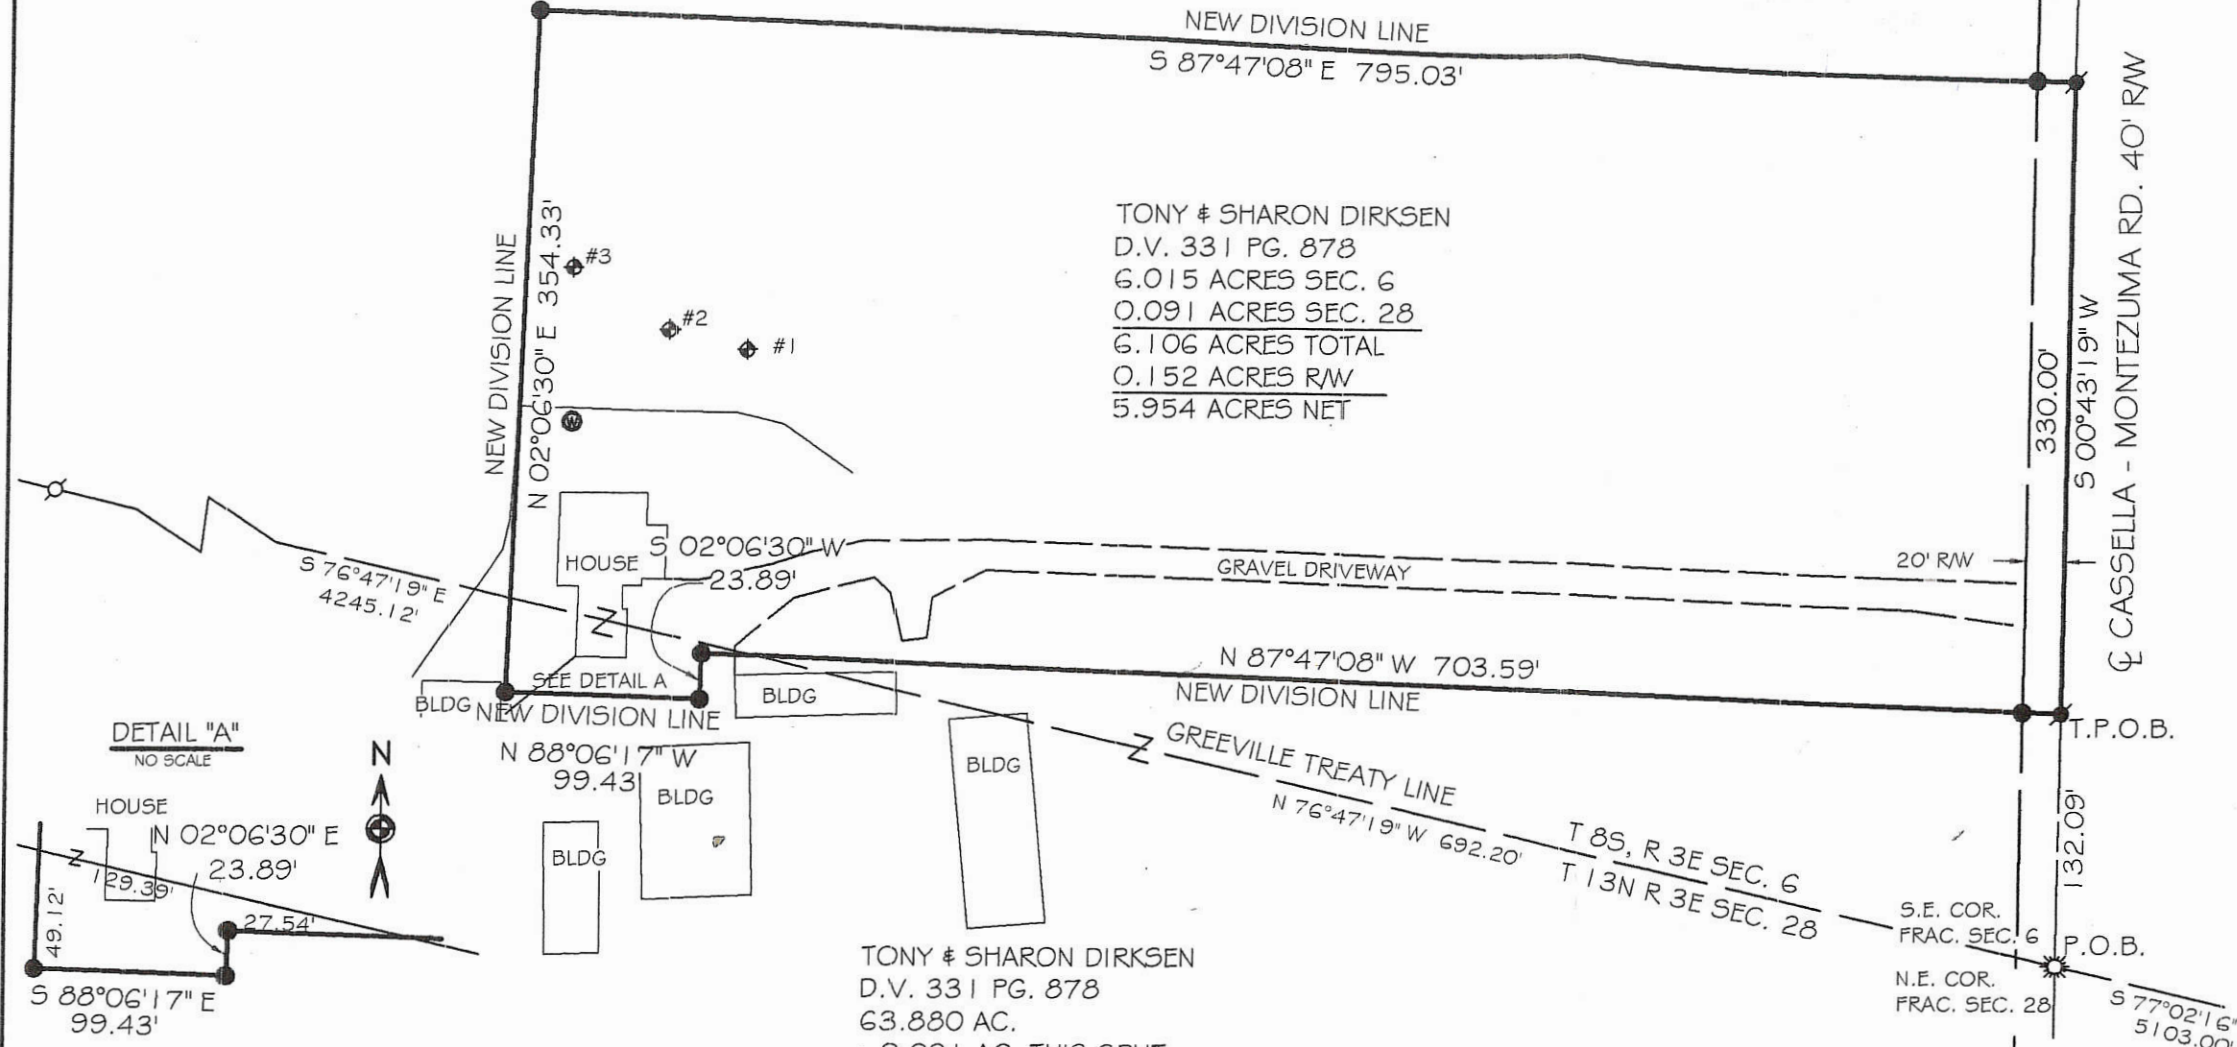 NEW DIVISION LINE
S 87°47'08" E 795.03'
℄ CASSELLA - MONTEZUMA RD. 40' R/W
NEW DIVISION LINE
N 02°06'30" E 354.33'
#3
#2
#1
W
TONY & SHARON DIRKSEN
D.V. 331 PG. 878
6.015 ACRES SEC. 6
0.091 ACRES SEC. 28
6.106 ACRES TOTAL
0.152 ACRES R/W
5.954 ACRES NET
330.00'
S 00°43'19" W
20' R/W
S 76°47'19" E
4245.12'
HOUSE
S 02°06'30" W
23.89'
GRAVEL DRIVEWAY
N 87°47'08" W 703.59'
NEW DIVISION LINE
SEE DETAIL A
BLDG
NEW DIVISION LINE
N 88°06'17" W
99.43
BLDG
BLDG
BLDG
BLDG
T.P.O.B.
GREEVILLE TREATY LINE
N 76°47'19" W 692.20'
T 8S, R 3E SEC. 6
T 13N R 3E SEC. 28
132.09'
S.E. COR.
FRAC. SEC. 6
P.O.B.
N.E. COR.
FRAC. SEC. 28
S 77°02'16"
5103.00'
DETAIL "A"
NO SCALE
N
HOUSE
N 02°06'30" E
23.89'
129.39'
27.54'
49.12'
S 88°06'17" E
99.43'
TONY & SHARON DIRKSEN
D.V. 331 PG. 878
63.880 AC.